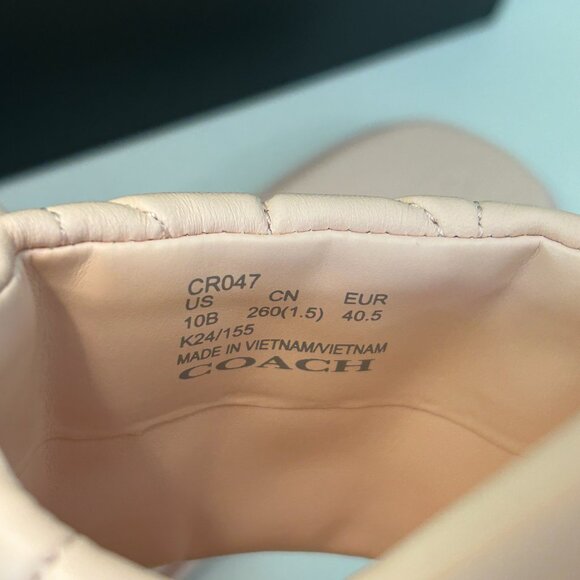 CR047
US CN EUR
10B 260(1.5) 40.5
K24/155
MADE IN VIETNAM/VIETNAM
COACH